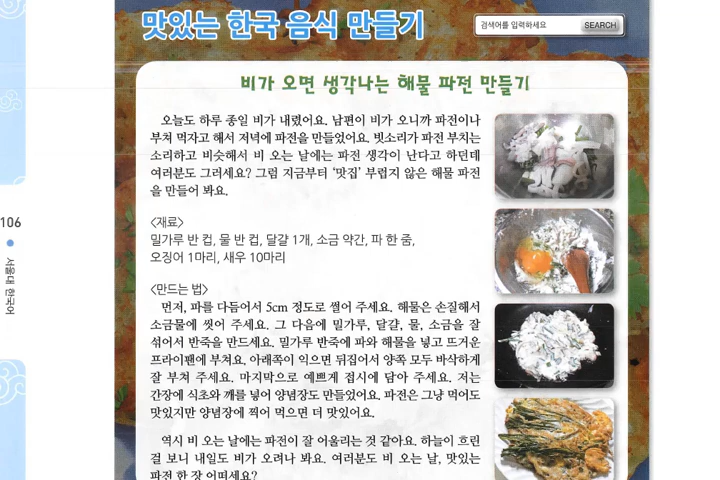 맛있는 한국 음식 만들기
검색어를 입력하세요
SEARCH
비가 오면 생각나는 해물 파전 만들기
오늘도 하루 종일 비가 내렸어요. 남편이 비가 오니까 파전이나
부쳐 먹자고 해서 저녁에 파전을 만들었어요. 빗소리가 파전 부치는
소리하고 비슷해서 비 오는 날에는 파전 생각이 난다고 하던데
여러분도 그러세요? 그럼 지금부터 ‘맛집’ 부럽지 않은 해물 파전
을 만들어 봐요.
<재료>
밀가루 반 컵, 물 반 컵, 달걀 1개, 소금 약간, 파 한 줌,
오징어 1마리, 새우 10마리
<만드는 법>
먼저, 파를 다듬어서 5cm 정도로 썰어 주세요. 해물은 손질해서
소금물에 씻어 주세요. 그 다음에 밀가루, 달걀, 물, 소금을 잘
섞어서 반죽을 만드세요. 밀가루 반죽에 파와 해물을 넣고 뜨거운
프라이팬에 부쳐요. 아래쪽이 익으면 뒤집어서 양쪽 모두 바삭하게
잘 부쳐 주세요. 마지막으로 예쁘게 접시에 담아 주세요. 저는
간장에 식초와 깨를 넣어 양념장도 만들었어요. 파전은 그냥 먹어도
맛있지만 양념장에 찍어 먹으면 더 맛있어요.
역시 비 오는 날에는 파전이 잘 어울리는 것 같아요. 하늘이 흐린
걸 보니 내일도 비가 오려나 봐요. 여러분도 비 오는 날, 맛있는
파전 한 장 어떠세요?
106
서울대 한국어